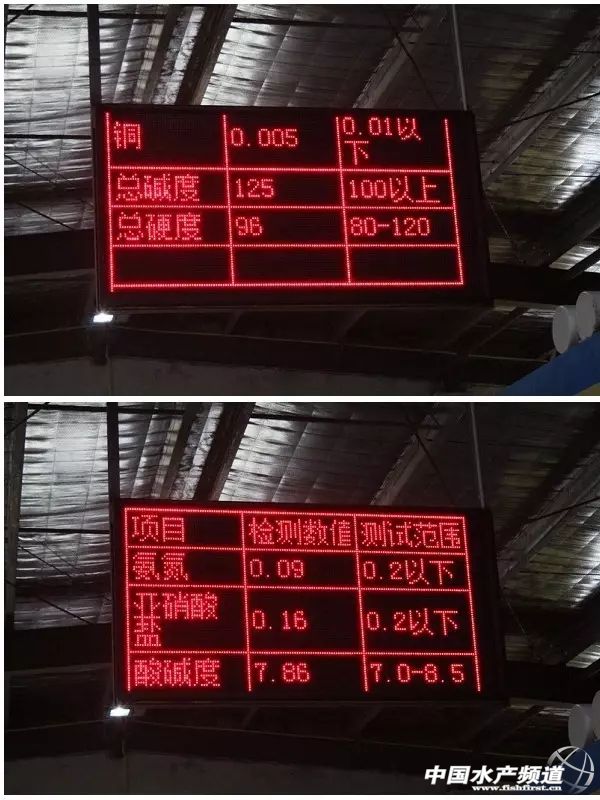 铜 0.005 0.01以
下
总碱度 125 100以上
总硬度 96 80-120
项目 检测数值 测试范围
氨氮 0.09 0.2以下
亚硝酸
盐 0.16 0.2以下
酸碱度 7.86 7.0-8.5
中国水产频道
www.fishfirst.cn